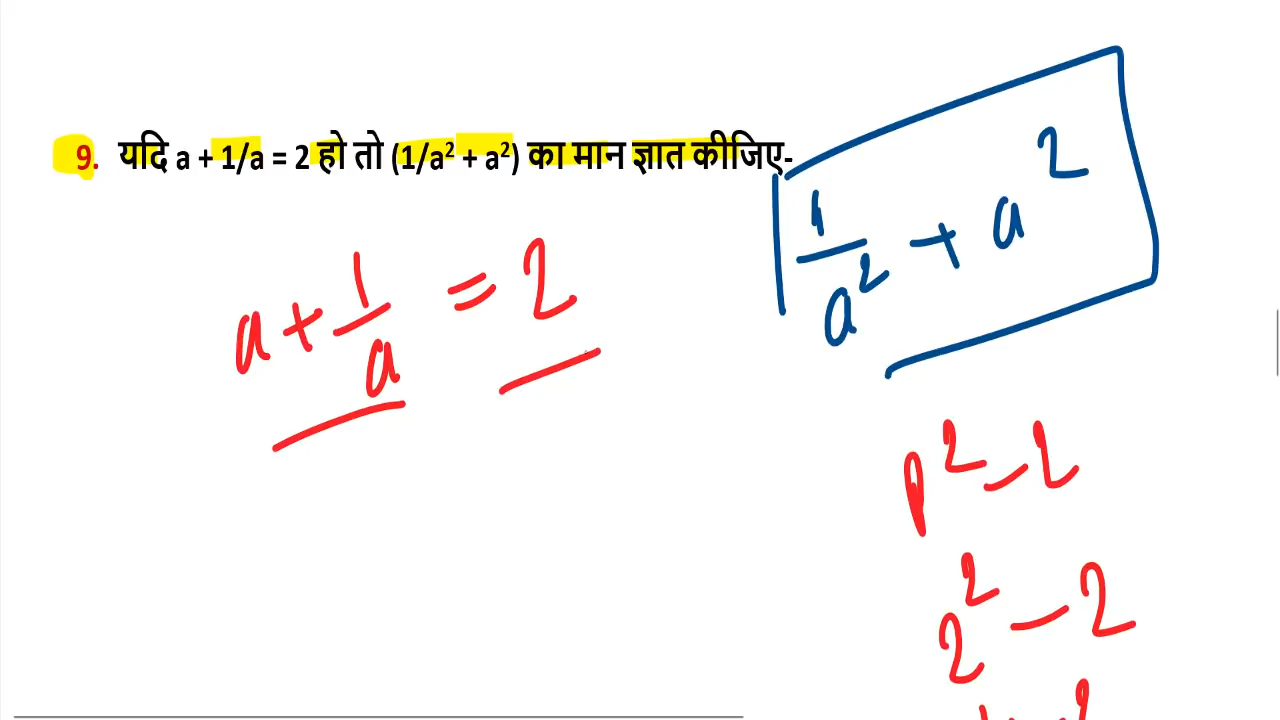 9. यदि a + 1/a = 2 हो तो (1/a² + a²) का मान ज्ञात कीजिए-
1/a² + a²
a + 1/a = 2
p² - 2
2² - 2